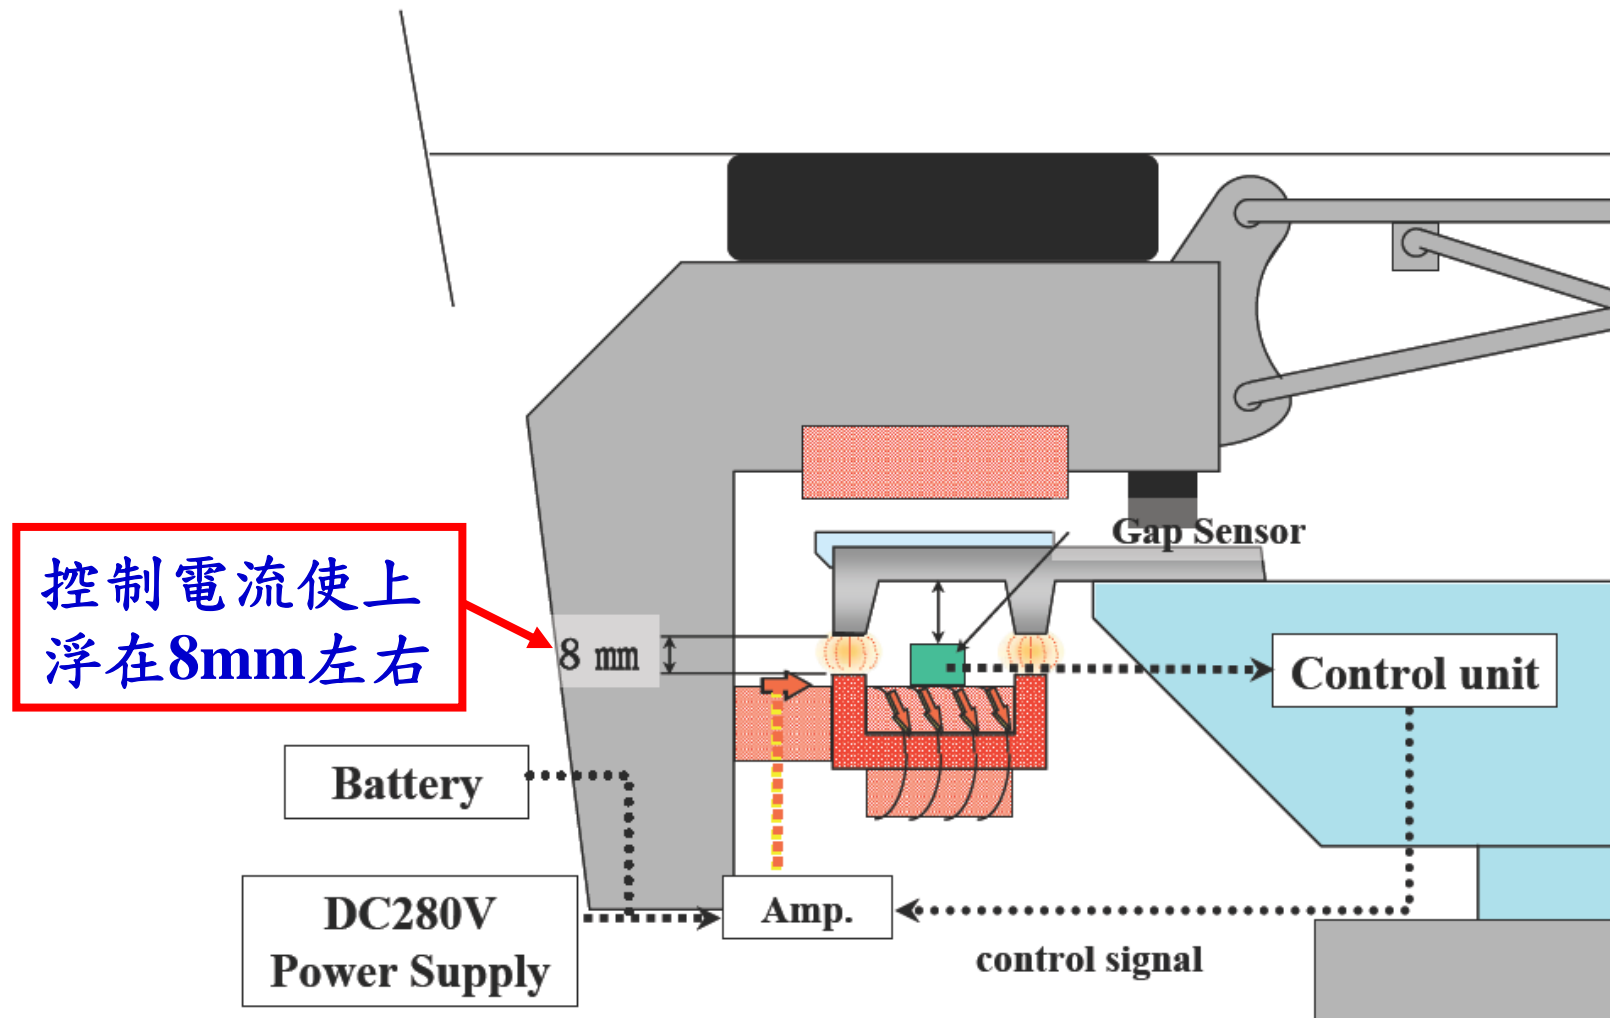 Gap Sensor
控制電流使上
浮在8mm左右
8 mm
Control unit
Battery
DC280V
Power Supply
Amp.
control signal